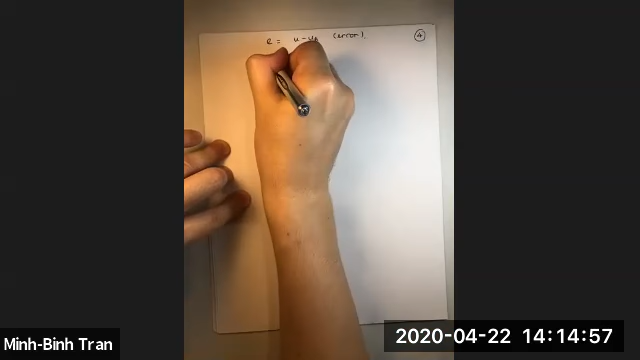 e = u - u_h (error). ④
Minh-Binh Tran
2020-04-22 14:14:57